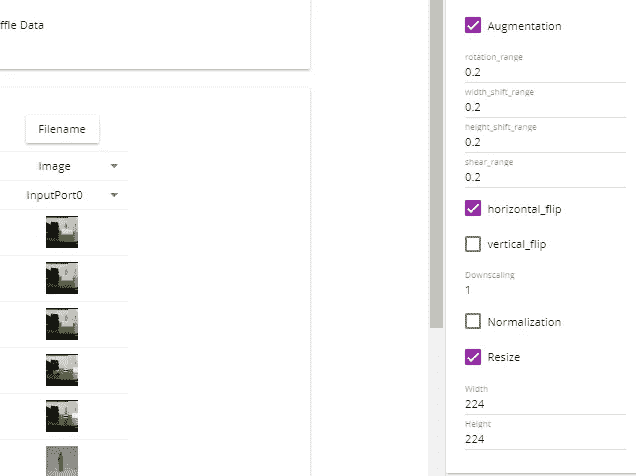 ffle Data
Filename
Image
InputPort0
Augmentation
rotation_range
0.2
width_shift_range
0.2
height_shift_range
0.2
shear_range
0.2
horizontal_flip
vertical_flip
Downscaling
1
Normalization
Resize
Width
224
Height
224